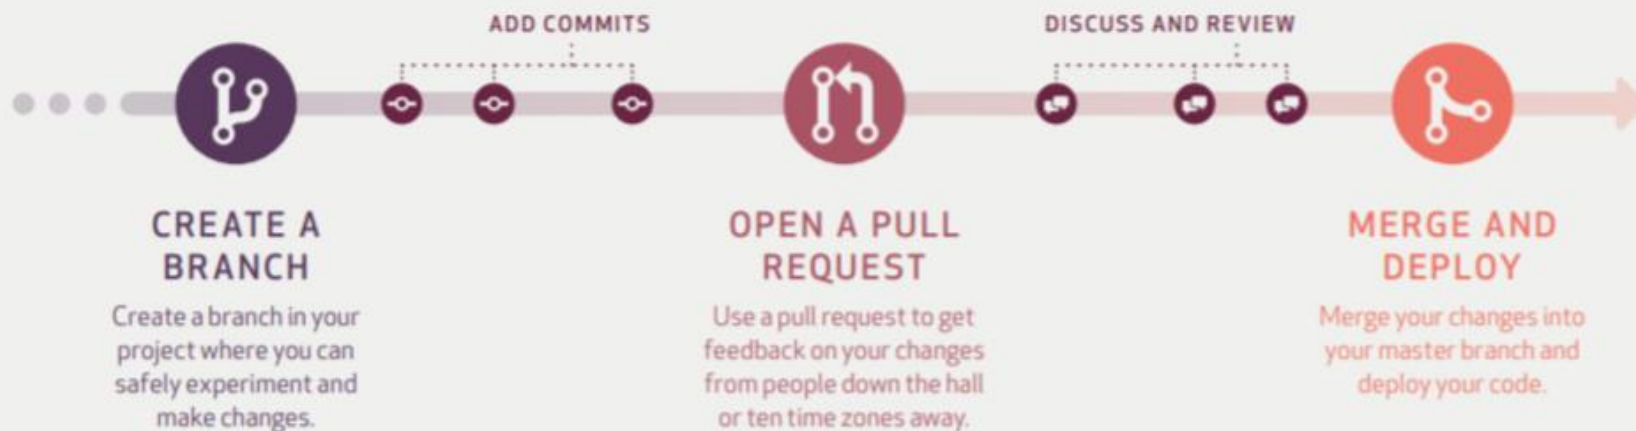 ADD COMMITS
DISCUSS AND REVIEW
CREATE A
BRANCH
Create a branch in your
project where you can
safely experiment and
make changes.
OPEN A PULL
REQUEST
Use a pull request to get
feedback on your changes
from people down the hall
or ten time zones away.
MERGE AND
DEPLOY
Merge your changes into
your master branch and
deploy your code.